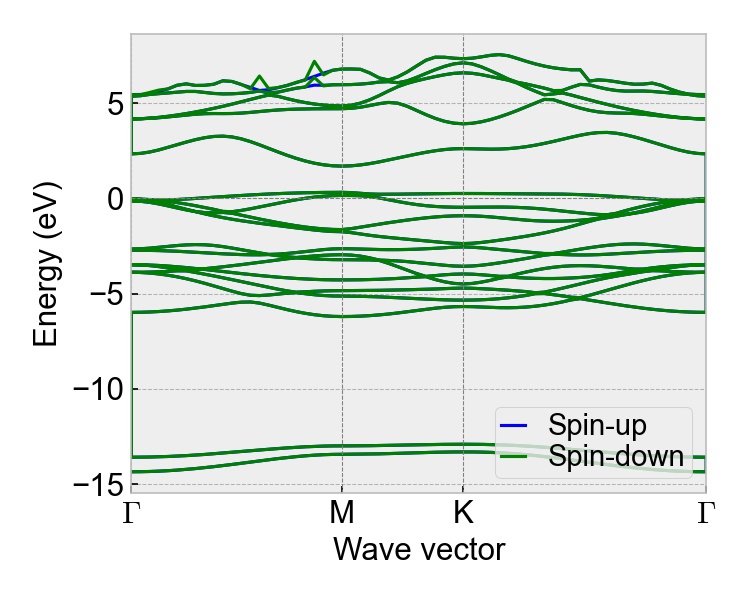 Energy (eV)
5
0
−5
−10
−15
Spin-up
Spin-down
Γ M K Γ
Wave vector